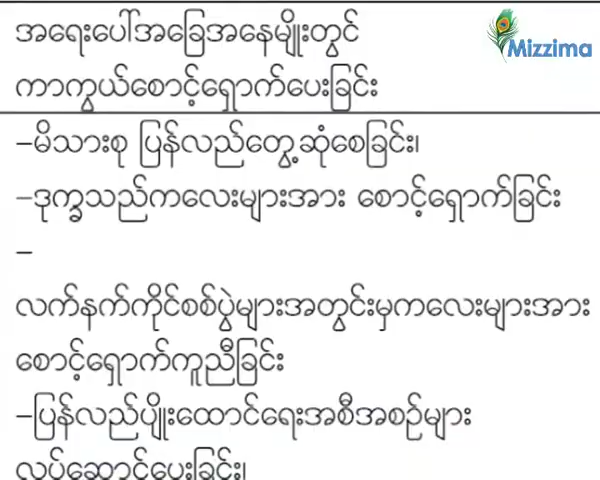 အရေးပေါ်အခြေအနေမျိုးတွင်
Mizzima
ကာကွယ်စောင့်ရှောက်ပေးခြင်း
–မိသားစု ပြန်လည်တွေ့ဆုံစေခြင်း၊
–ဒုက္ခသည်ကလေးများအား စောင့်ရှောက်ခြင်း
–
လက်နက်ကိုင်စစ်ပွဲများအတွင်းမှကလေးများအား
စောင့်ရှောက်ကူညီခြင်း
–ပြန်လည်ပျိုးထောင်ရေးအစီအစဉ်များ
လုပ်ဆောင်ပေးခြင်း၊